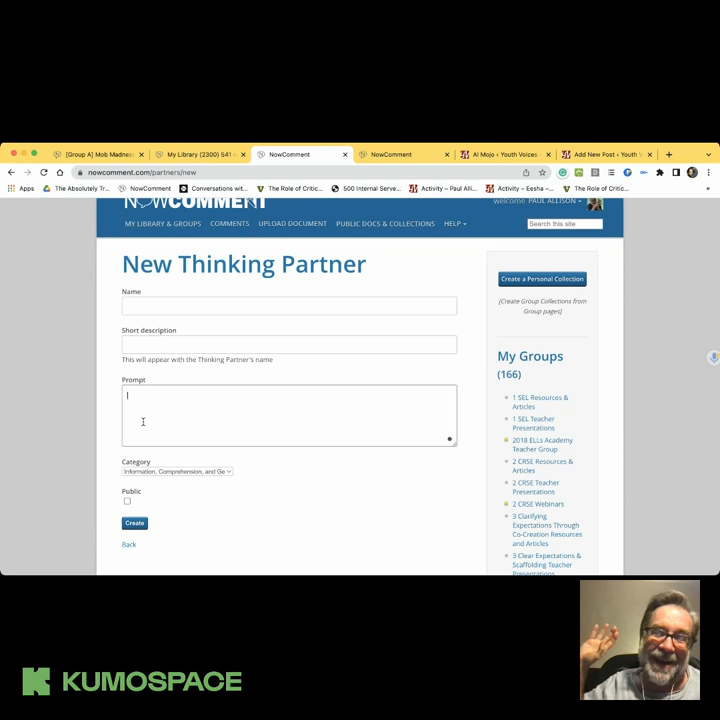 [Group A] Mob Madnes
My Library (2300) 541
NowComment
NowComment
AI Mojo < Youth Voices
Add New Post < Youth V
nowcomment.com/partners/new
Apps
The Absolutely Tra...
NowComment
Conversations wit...
The Role of Critic...
500 Internal Serve...
Activity – Paul Alli...
Activity – Eesha –...
The Role of Critic...
NOWCOMMENT
welcome PAUL ALLISON
MY LIBRARY & GROUPS
COMMENTS
UPLOAD DOCUMENT
PUBLIC DOCS & COLLECTIONS
HELP
Search this site
New Thinking Partner
Name
Short description
This will appear with the Thinking Partner's name
Prompt
Category
Information, Comprehension, and Ge
Public
Create
Back
Create a Personal Collection
[Create Group Collections from
Group pages]
My Groups
(166)
1 SEL Resources &
Articles
1 SEL Teacher
Presentations
2018 ELLs Academy
Teacher Group
2 CRSE Resources &
Articles
2 CRSE Teacher
Presentations
2 CRSE Webinars
3 Clarifying
Expectations Through
Co-Creation Resources
and Articles
3 Clear Expectations &
Scaffolding Teacher
Presentations
KUMOSPACE